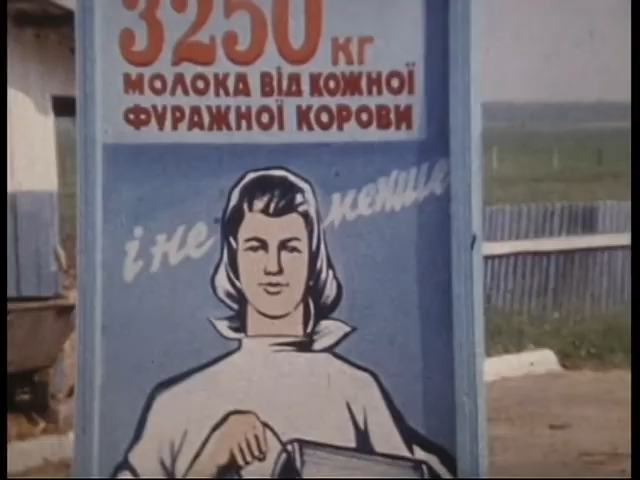 3250 кг
МОЛОКА ВІД КОЖНОЇ
ФУРАЖНОЇ КОРОВИ
і не менше